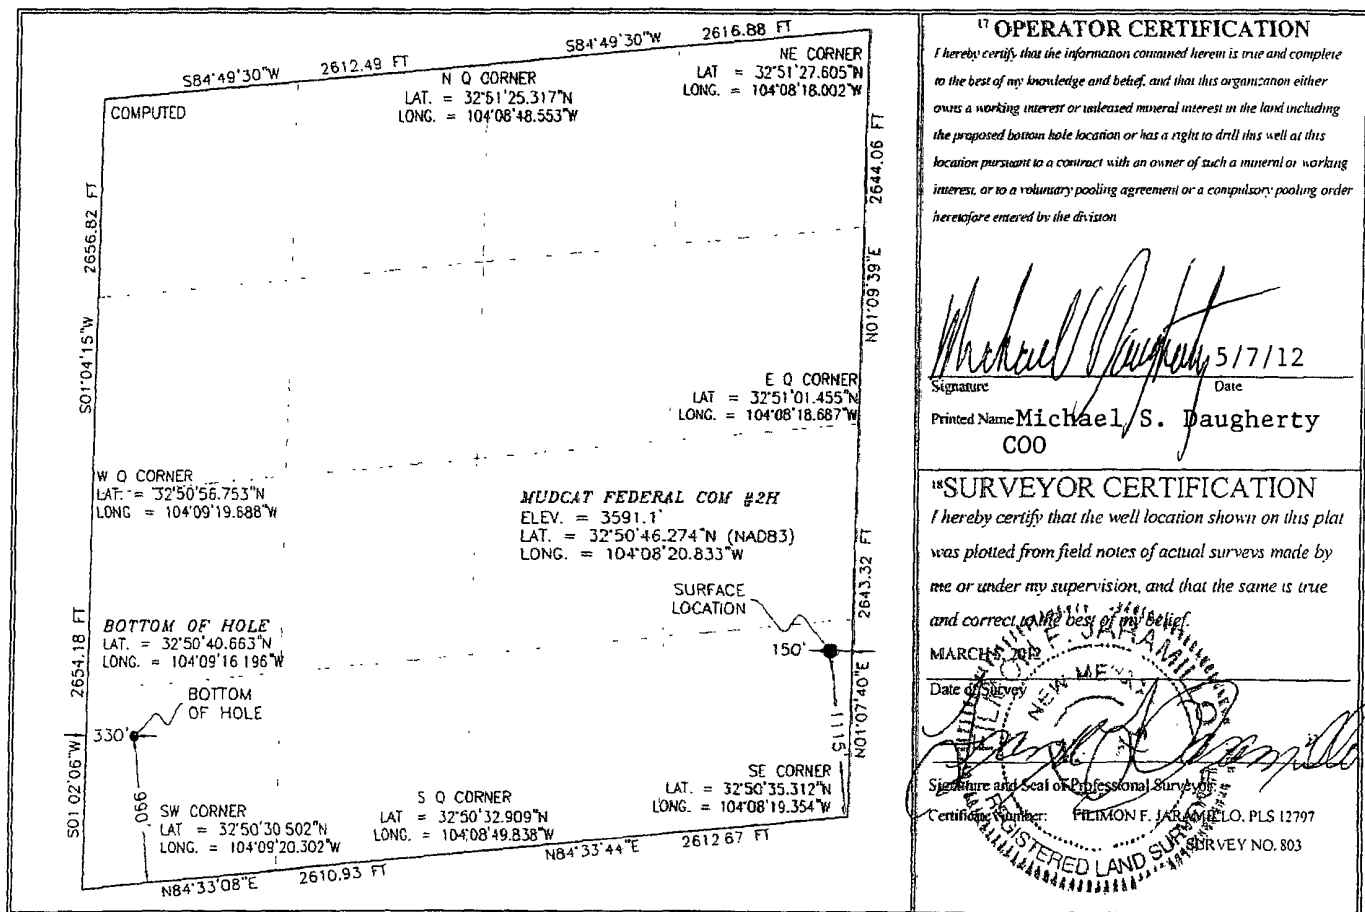 S84°49'30"W 2612.49 FT
S84°49'30"W 2616.88 FT
COMPUTED
N Q CORNER
LAT. = 32°51'25.317"N
LONG. = 104°08'48.553"W
NE CORNER
LAT = 32°51'27.605"N
LONG. = 104°08'18.002"W
2656.82 FT
S01°04'15"W
2644.06 FT
N01°09'39"E
E Q CORNER
LAT = 32°51'01.455"N
LONG. = 104°08'18.687"W
W Q CORNER
LAT. = 32°50'56.753"N
LONG = 104°09'19.688"W
MUDCAT FEDERAL COM #2H
ELEV. = 3591.1'
LAT. = 32°50'46.274"N (NAD83)
LONG. = 104°08'20.833"W
SURFACE
LOCATION
150'
2643.32 FT
N01°07'40"E
1115'
BOTTOM OF HOLE
LAT. = 32°50'40.663"N
LONG. = 104°09'16 196"W
BOTTOM
OF HOLE
330'
990'
2654.18 FT
S01 02'06"W
SW CORNER
LAT = 32°50'30 502"N
LONG. = 104°09'20.302"W
S Q CORNER
LAT. = 32°50'32.909"N
LONG. = 104°08'49.838"W
SE CORNER
LAT. = 32°50'35.312"N
LONG. = 104°08'19.354"W
N84°33'08"E 2610.93 FT
N84°33'44"E 2612 67 FT
17 OPERATOR CERTIFICATION
I hereby certify that the information contained herein is true and complete
to the best of my knowledge and belief, and that this organization either
owns a working interest or unleased mineral interest in the land including
the proposed bottom hole location or has a right to drill this well at this
location pursuant to a contract with an owner of such a mineral or working
interest, or to a voluntary pooling agreement or a compulsory pooling order
heretofore entered by the division
Michael Daugherty 5/7/12
Signature Date
Printed Name Michael S. Daugherty
COO
18 SURVEYOR CERTIFICATION
I hereby certify that the well location shown on this plat
was plotted from field notes of actual surveys made by
me or under my supervision, and that the same is true
and correct to the best of my belief.
MARCH 5, 2012
Date of Survey
FILIMON F. JARAMILLO
NEW MEXICO
REGISTERED LAND SURVEYOR
Signature and Seal of Professional Surveyor:
Certificate Number: FILIMON F. JARAMILLO, PLS 12797
SURVEY NO. 803